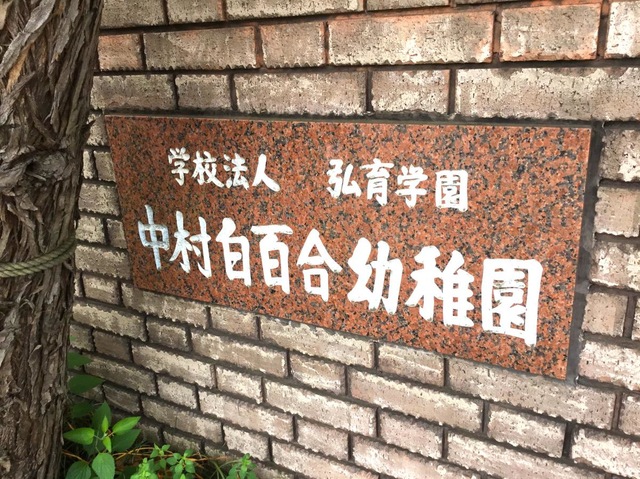 学校法人　弘育学園
中村白百合幼稚園